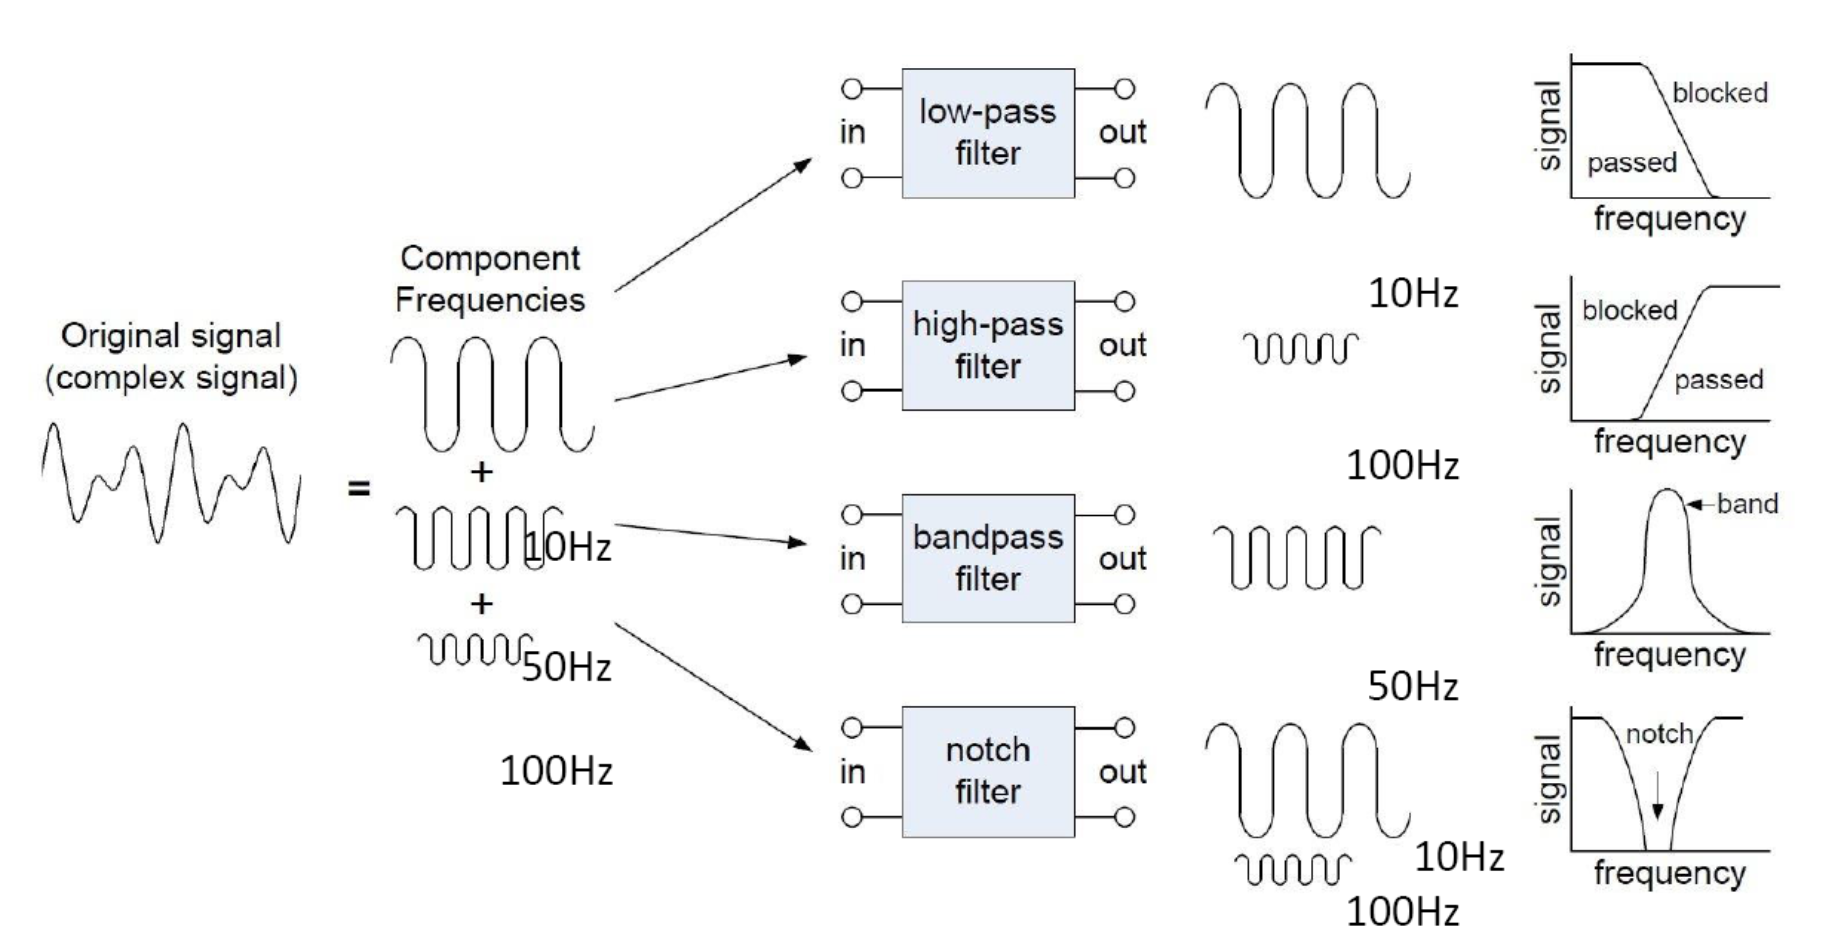 Original signal
(complex signal)
=
Component
Frequencies
+
10Hz
+
50Hz
100Hz
in
low-pass
filter
out
signal
blocked
passed
frequency
10Hz
in
high-pass
filter
out
signal
blocked
passed
frequency
100Hz
in
bandpass
filter
out
signal
band
frequency
50Hz
in
notch
filter
out
10Hz
100Hz
signal
notch
frequency